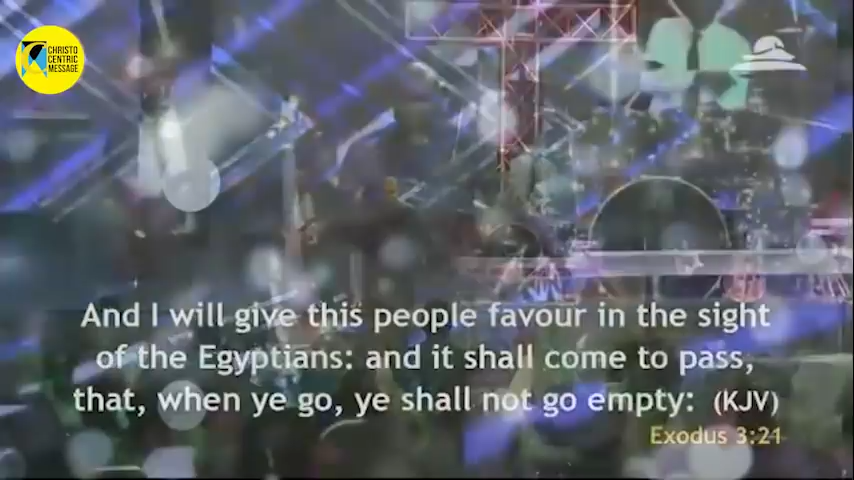 CHRISTO
CENTRIC
MESSAGE
And I will give this people favour in the sight
of the Egyptians: and it shall come to pass,
that, when ye go, ye shall not go empty: (KJV)
Exodus 3:21